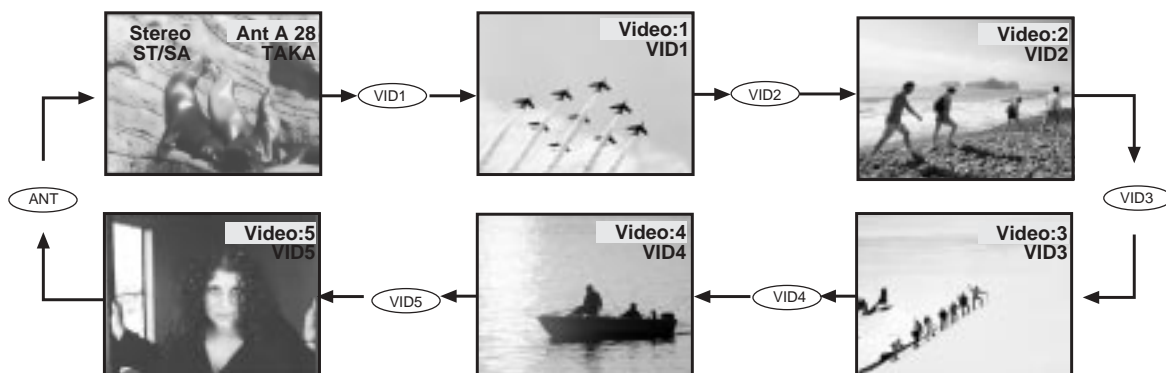 Stereo
ST/SA
Ant A 28
TAKA
VID1
Video:1
VID1
VID2
Video:2
VID2
VID3
Video:3
VID3
VID4
Video:4
VID4
VID5
Video:5
VID5
ANT